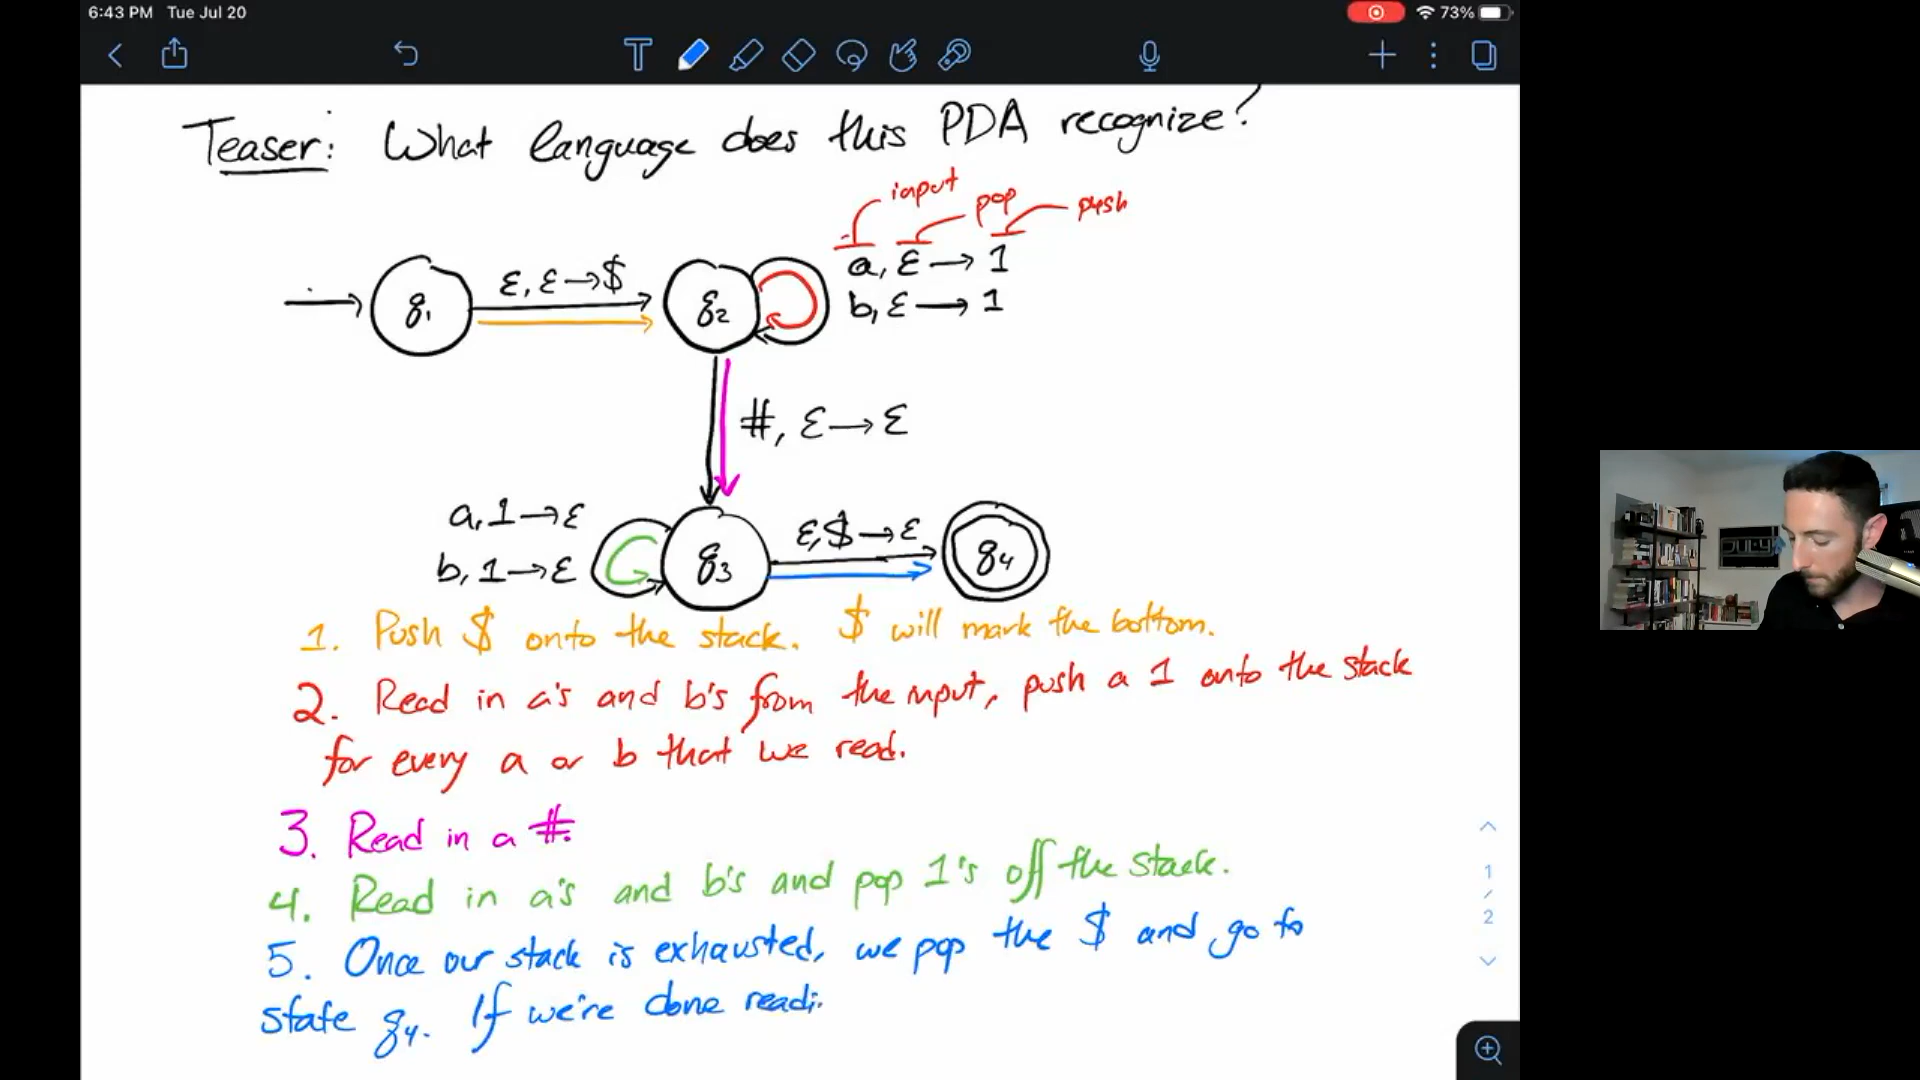 6:43 PM Tue Jul 20
73%
Teaser: What language does this PDA recognize?
input
pop
push
a, ε → 1
b, ε → 1
q1
ε, ε → $
q2
#, ε → ε
a, 1 → ε
b, 1 → ε
q3
ε, $ → ε
q4
1. Push $ onto the stack. $ will mark the bottom.
2. Read in a's and b's from the input, push a 1 onto the stack
for every a or b that we read.
3. Read in a #.
4. Read in a's and b's and pop 1's off the stack.
5. Once our stack is exhausted, we pop the $ and go to
state q4. If we're done readi
1
/
2